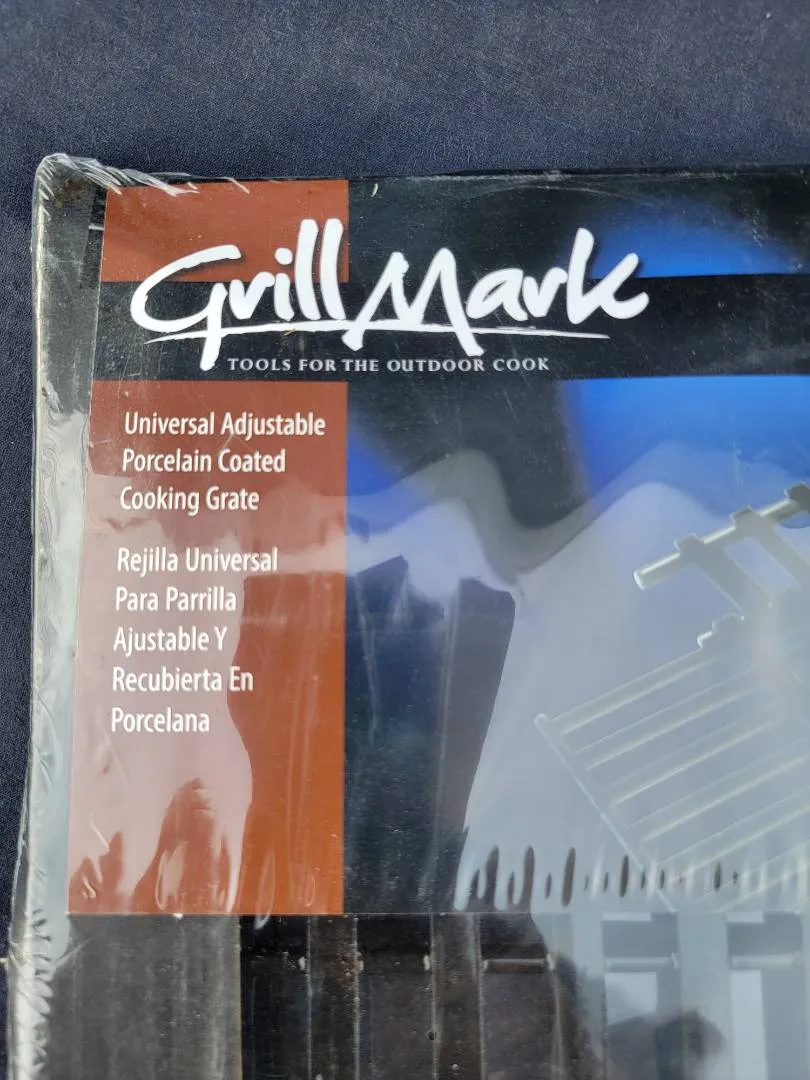 Grill Mark
TOOLS FOR THE OUTDOOR COOK
Universal Adjustable
Porcelain Coated
Cooking Grate
Rejilla Universal
Para Parrilla
Ajustable Y
Recubierta En
Porcelana